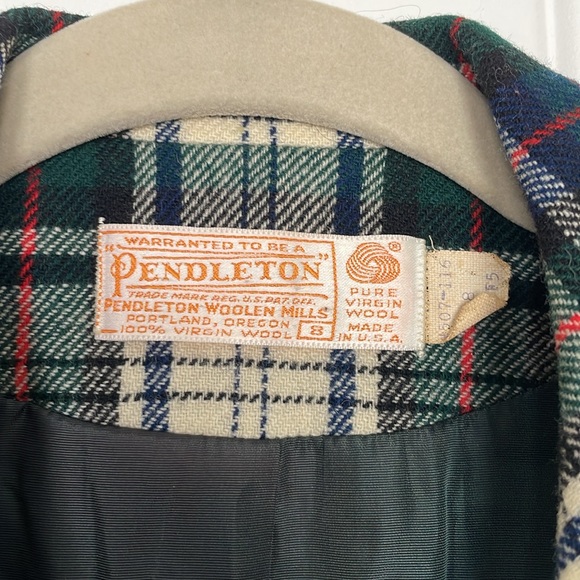 WARRANTED TO BE A
"PENDLETON"
TRADE MARK REG. U.S. PAT. OFF.
PENDLETON WOOLEN MILLS
PORTLAND, OREGON
100% VIRGIN WOOL 8
®
PURE
VIRGIN
WOOL
MADE
IN U.S.A.
8